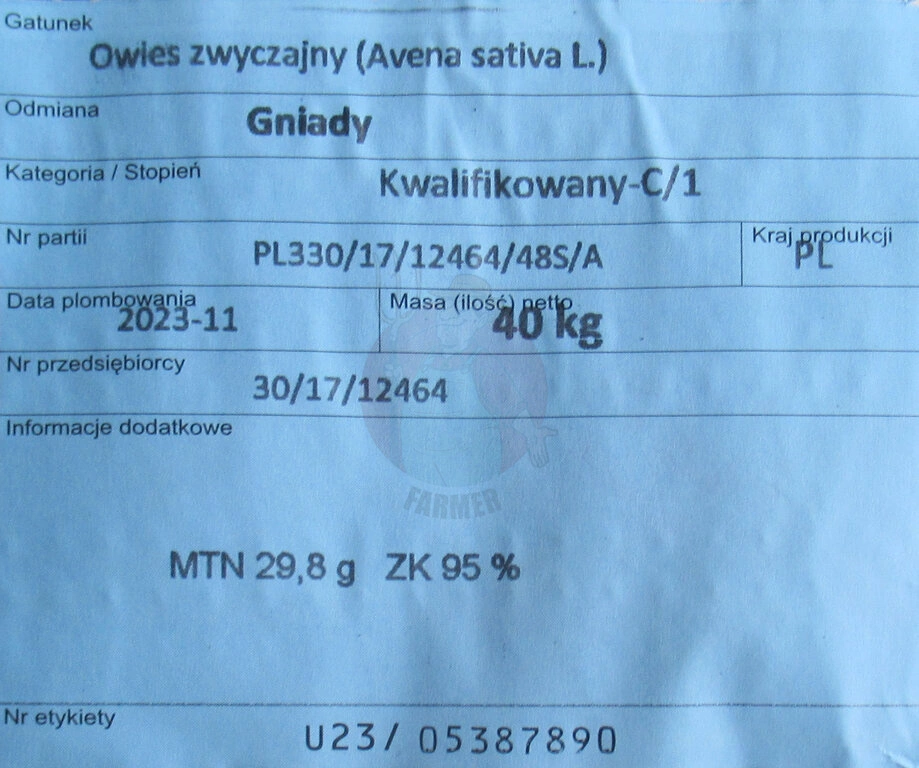 Gatunek
Owies zwyczajny (Avena sativa L.)
Odmiana
Gniady
Kategoria / Stopień
Kwalifikowany-C/1
Nr partii
PL330/17/12464/48S/A
Kraj produkcji
PL
Data plombowania
2023-11
Masa (ilość) netto
40 kg
Nr przedsiębiorcy
30/17/12464
Informacje dodatkowe
FARMER
MTN 29,8 g ZK 95 %
Nr etykiety
U23/ 05387890